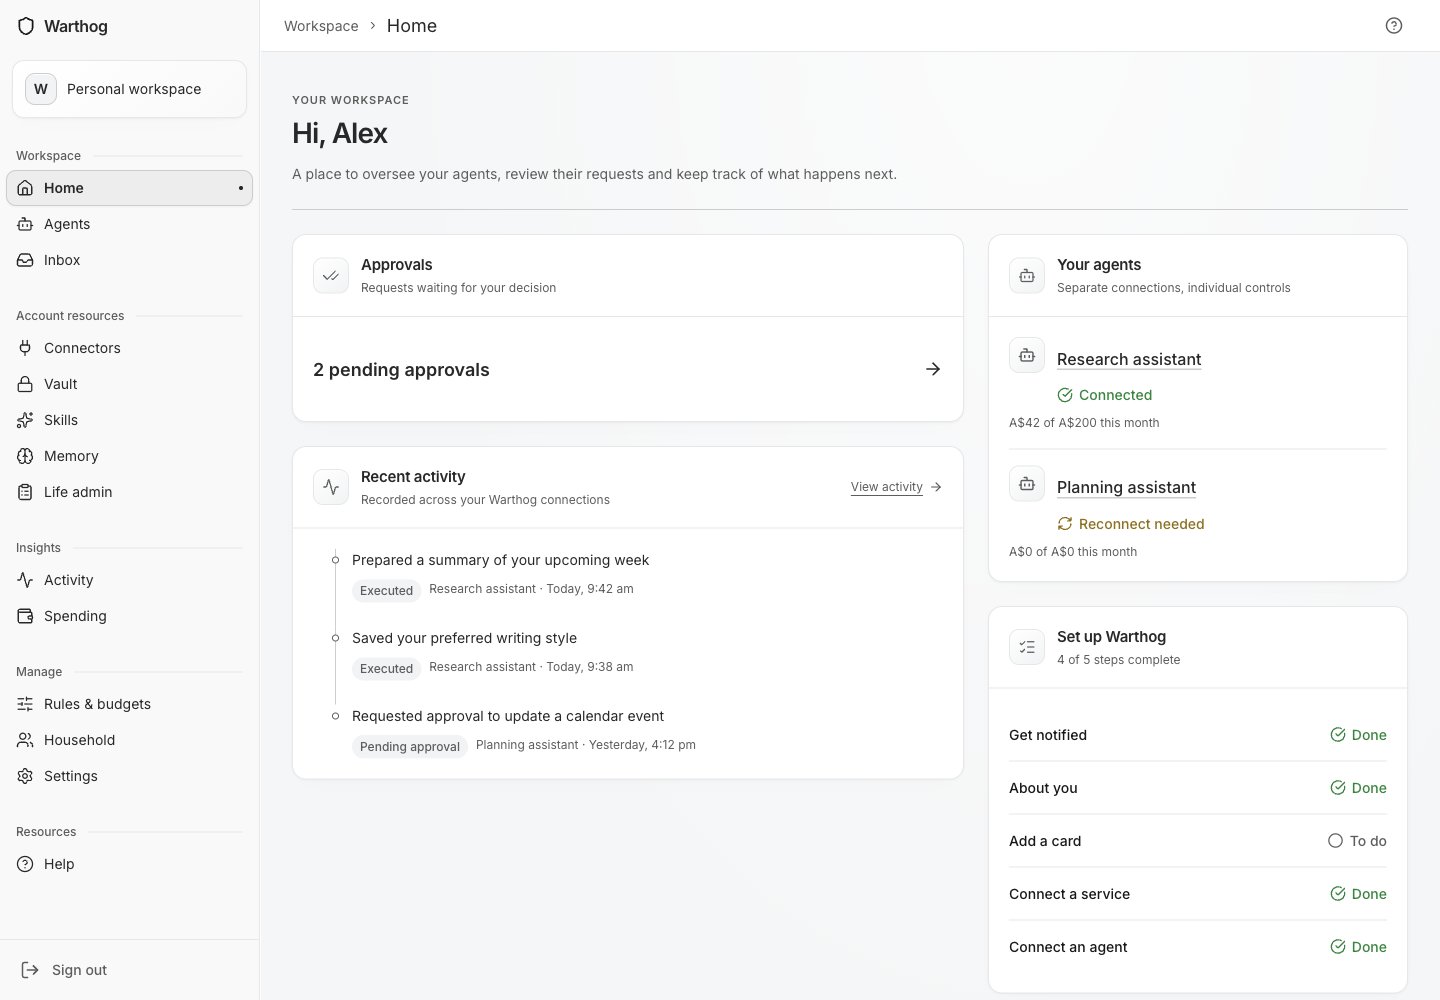 Warthog
W Personal workspace
Workspace
Home
Agents
Inbox
Account resources
Connectors
Vault
Skills
Memory
Life admin
Insights
Activity
Spending
Manage
Rules & budgets
Household
Settings
Resources
Help
Sign out
Workspace > Home
YOUR WORKSPACE
Hi, Alex
A place to oversee your agents, review their requests and keep track of what happens next.
Approvals
Requests waiting for your decision
2 pending approvals
Recent activity
Recorded across your Warthog connections
View activity
Prepared a summary of your upcoming week
Executed Research assistant · Today, 9:42 am
Saved your preferred writing style
Executed Research assistant · Today, 9:38 am
Requested approval to update a calendar event
Pending approval Planning assistant · Yesterday, 4:12 pm
Your agents
Separate connections, individual controls
Research assistant
Connected
A$42 of A$200 this month
Planning assistant
Reconnect needed
A$0 of A$0 this month
Set up Warthog
4 of 5 steps complete
Get notified Done
About you Done
Add a card To do
Connect a service Done
Connect an agent Done